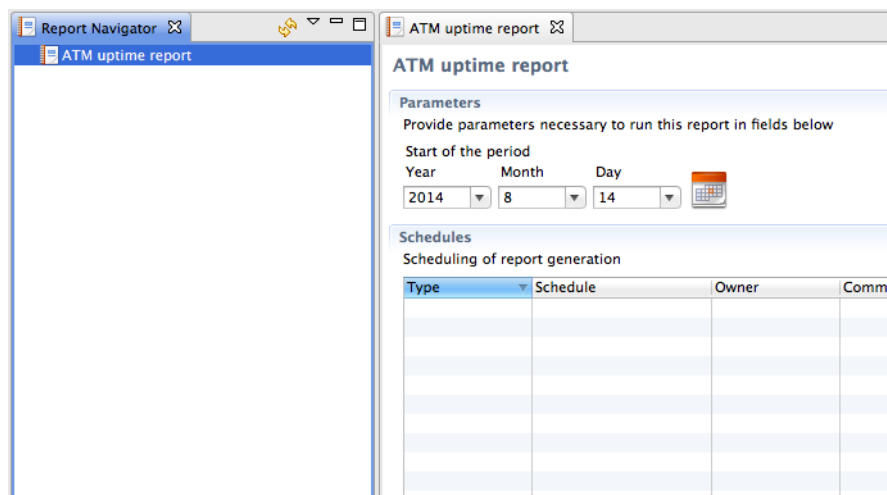 Report Navigator
ATM uptime report
ATM uptime report
ATM uptime report
Parameters
Provide parameters necessary to run this report in fields below
Start of the period
Year Month Day
2014 8 14
Schedules
Scheduling of report generation
Type Schedule Owner Comm